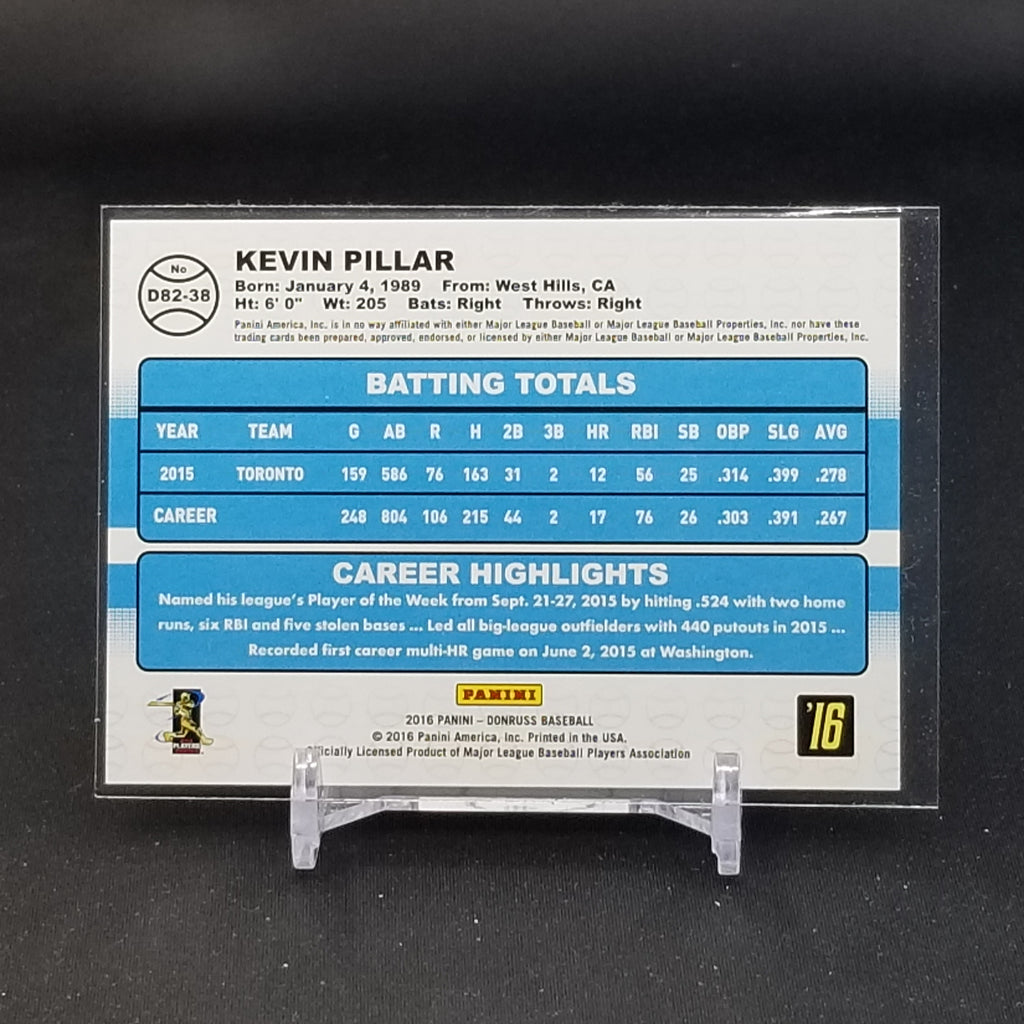 No
D82-38
KEVIN PILLAR
Born: January 4, 1989 From: West Hills, CA
Ht: 6' 0" Wt: 205 Bats: Right Throws: Right
Panini America, Inc. is in no way affiliated with either Major League Baseball or Major League Baseball Properties, Inc. nor have these
trading cards been prepared, approved, endorsed, or licensed by either Major League Baseball or Major League Baseball Properties, Inc.
BATTING TOTALS
YEAR TEAM G AB R H 2B 3B HR RBI SB OBP SLG AVG
2015 TORONTO 159 586 76 163 31 2 12 56 25 .314 .399 .278
CAREER 248 804 106 215 44 2 17 76 26 .303 .391 .267
CAREER HIGHLIGHTS
Named his league's Player of the Week from Sept. 21-27, 2015 by hitting .524 with two home
runs, six RBI and five stolen bases ... Led all big-league outfielders with 440 putouts in 2015 ...
Recorded first career multi-HR game on June 2, 2015 at Washington.
PANINI
PLAYERS
'16
2016 PANINI – DONRUSS BASEBALL
© 2016 Panini America, Inc. Printed in the USA.
Officially Licensed Product of Major League Baseball Players Association